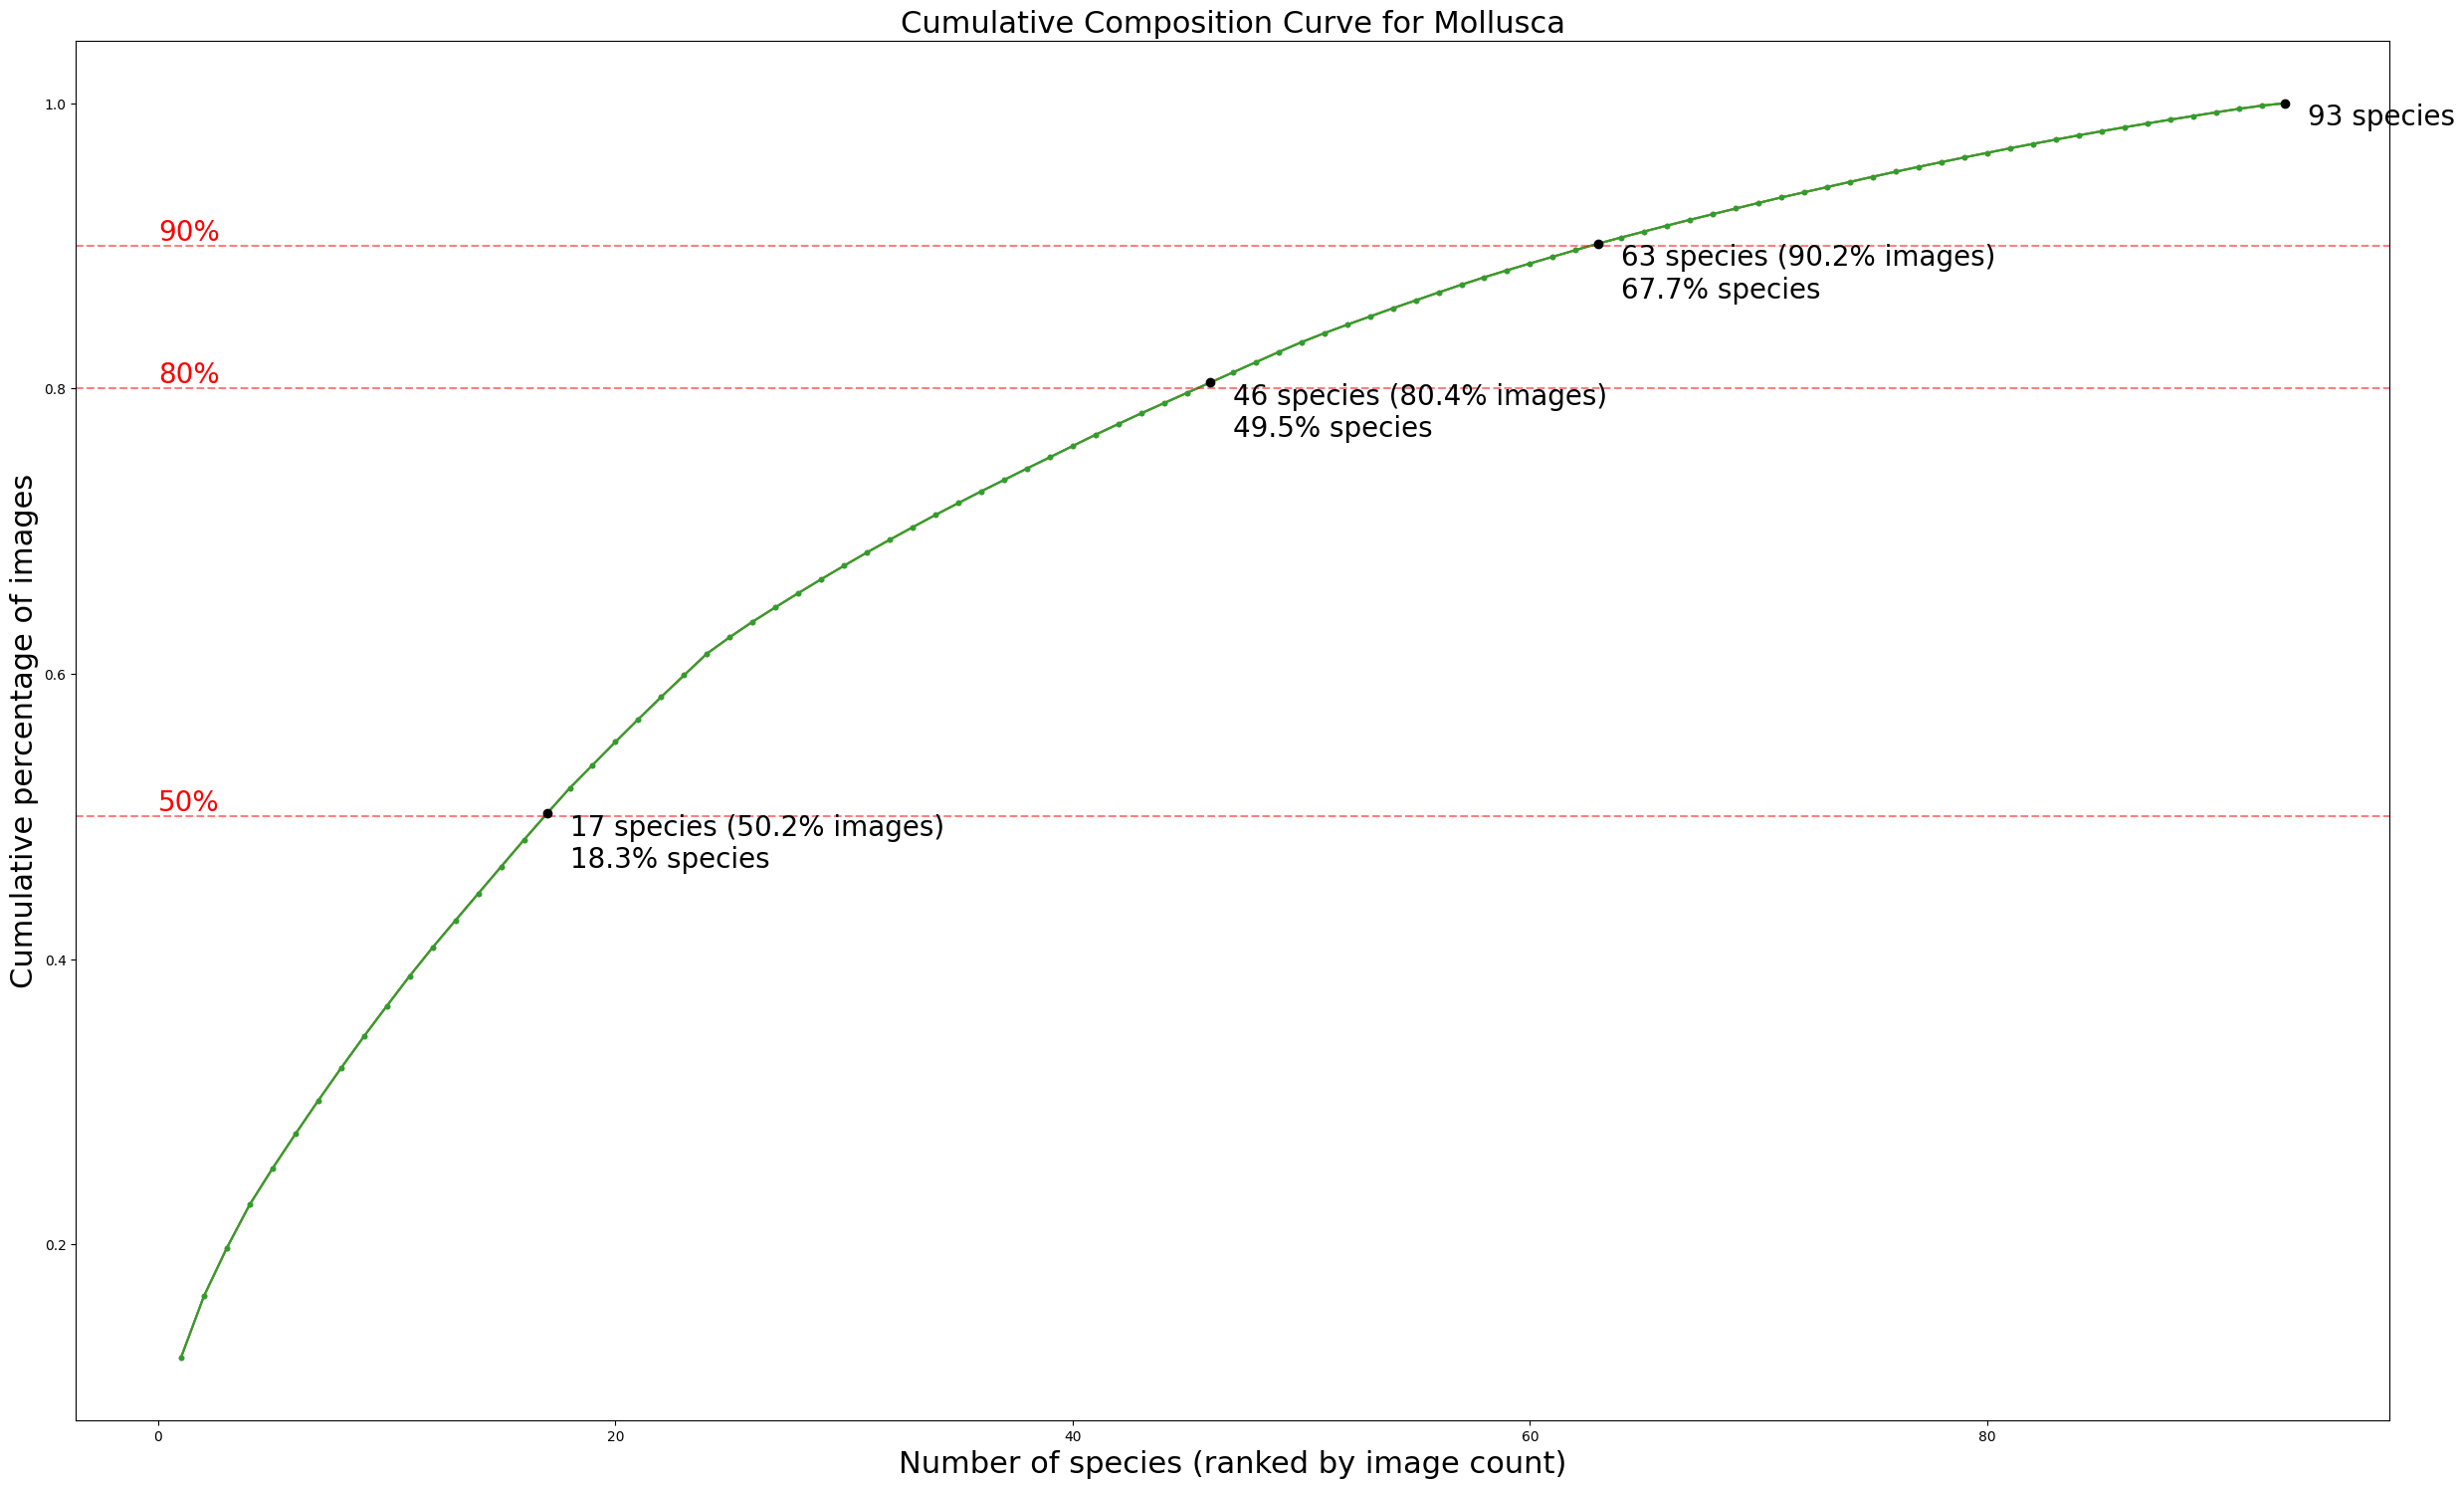 Cumulative Composition Curve for Mollusca
Cumulative percentage of images
1.0
0.8
0.6
0.4
0.2
90%
80%
50%
93 species
63 species (90.2% images)
67.7% species
46 species (80.4% images)
49.5% species
17 species (50.2% images)
18.3% species
0
20
40
60
80
Number of species (ranked by image count)